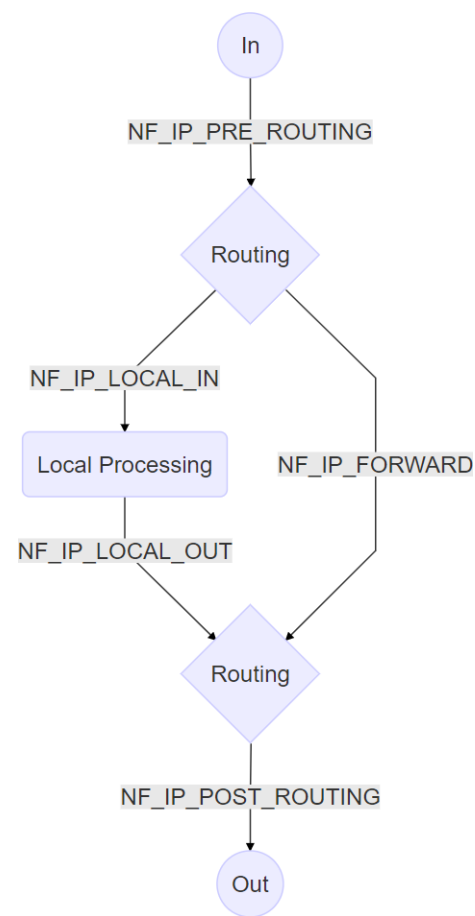 In
NF_IP_PRE_ROUTING
Routing
NF_IP_LOCAL_IN
Local Processing
NF_IP_FORWARD
NF_IP_LOCAL_OUT
Routing
NF_IP_POST_ROUTING
Out